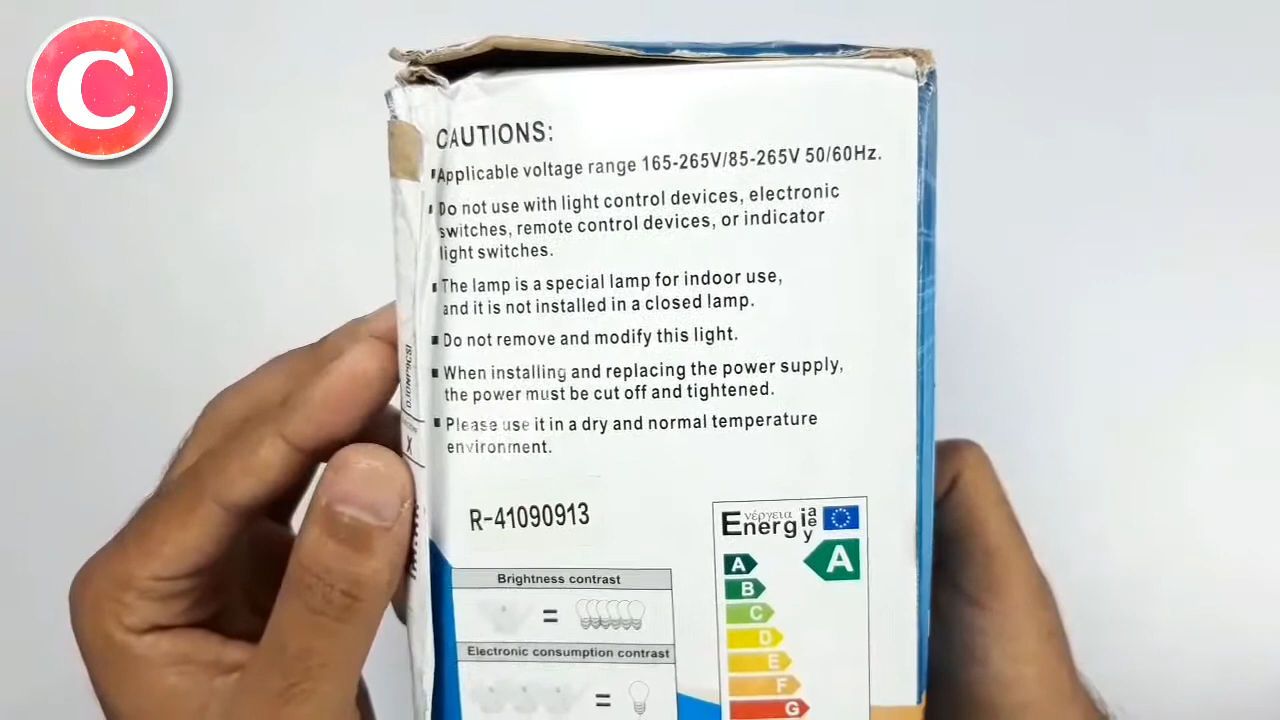 C
CAUTIONS:
Applicable voltage range 165-265V/85-265V 50/60Hz.
Do not use with light control devices, electronic
switches, remote control devices, or indicator
light switches.
The lamp is a special lamp for indoor use,
and it is not installed in a closed lamp.
Do not remove and modify this light.
When installing and replacing the power supply,
the power must be cut off and tightened.
Please use it in a dry and normal temperature
environment.
R-41090913
Energ
ενέργεια
ia
ey
A
A
B
C
D
E
F
G
Brightness contrast
=
Electronic consumption contrast
=
X